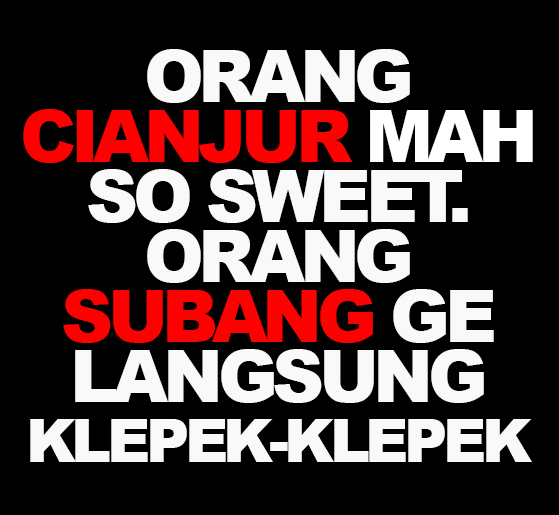 ORANG
CIANJUR MAH
SO SWEET.
ORANG
SUBANG GE
LANGSUNG
KLEPEK-KLEPEK